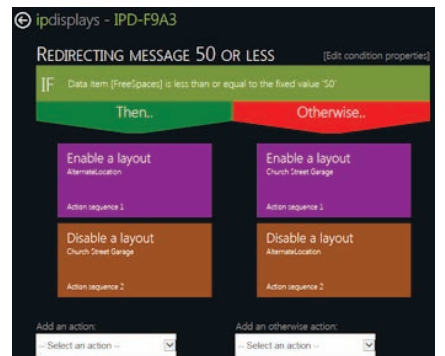 ipdisplays - IPD-F9A3
REDIRECTING MESSAGE 50 OR LESS
[Edit condition properties]
IF Data Item [FreeSpaces] is less than or equal to the fixed value '50'
Then..
Otherwise..
Enable a layout
AlternateLocation
Action sequence 1
Enable a layout
Church Street Garage
Action sequence 1
Disable a layout
Church Street Garage
Action sequence 2
Disable a layout
AlternateLocation
Action sequence 2
Add an action:
-- Select an action --
Add an otherwise action:
-- Select an action --